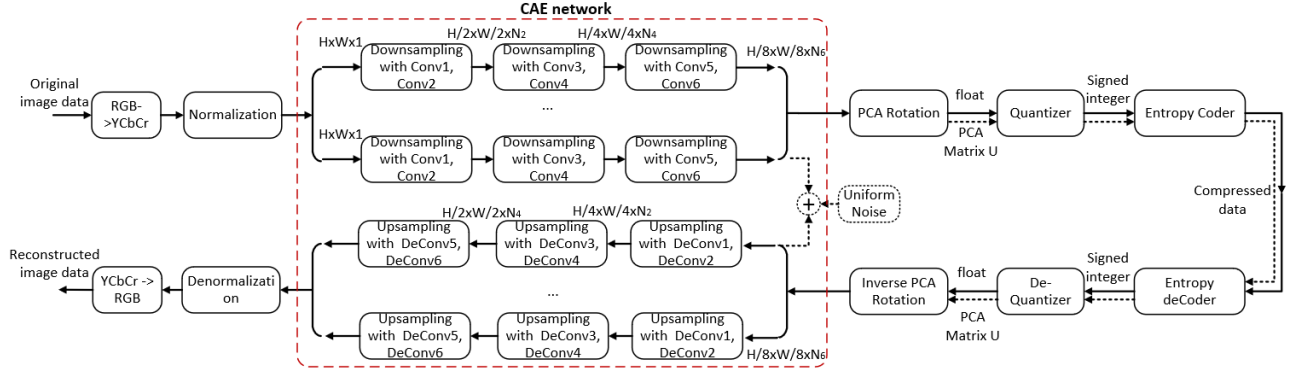 CAE network
HxWx1
H/2xW/2xN2
H/4xW/4xN4
H/8xW/8xN6
Downsampling
with Conv1,
Conv2
Downsampling
with Conv3,
Conv4
Downsampling
with Conv5,
Conv6
...
Original
image data
RGB-
>YCbCr
Normalization
HxWx1
Downsampling
with Conv1,
Conv2
Downsampling
with Conv3,
Conv4
Downsampling
with Conv5,
Conv6
PCA Rotation
float
PCA
Matrix U
Quantizer
Signed
integer
Entropy Coder
Compressed
data
+
Uniform
Noise
H/2xW/2xN4
H/4xW/4xN2
Upsampling
with DeConv5,
DeConv6
Upsampling
with DeConv3,
DeConv4
Upsampling
with DeConv1,
DeConv2
...
Reconstructed
image data
YCbCr ->
RGB
Denormalizati
on
Upsampling
with DeConv5,
DeConv6
Upsampling
with DeConv3,
DeConv4
Upsampling
with DeConv1,
DeConv2
H/8xW/8xN6
Inverse PCA
Rotation
float
PCA
Matrix U
De-
Quantizer
Signed
integer
Entropy
deCoder